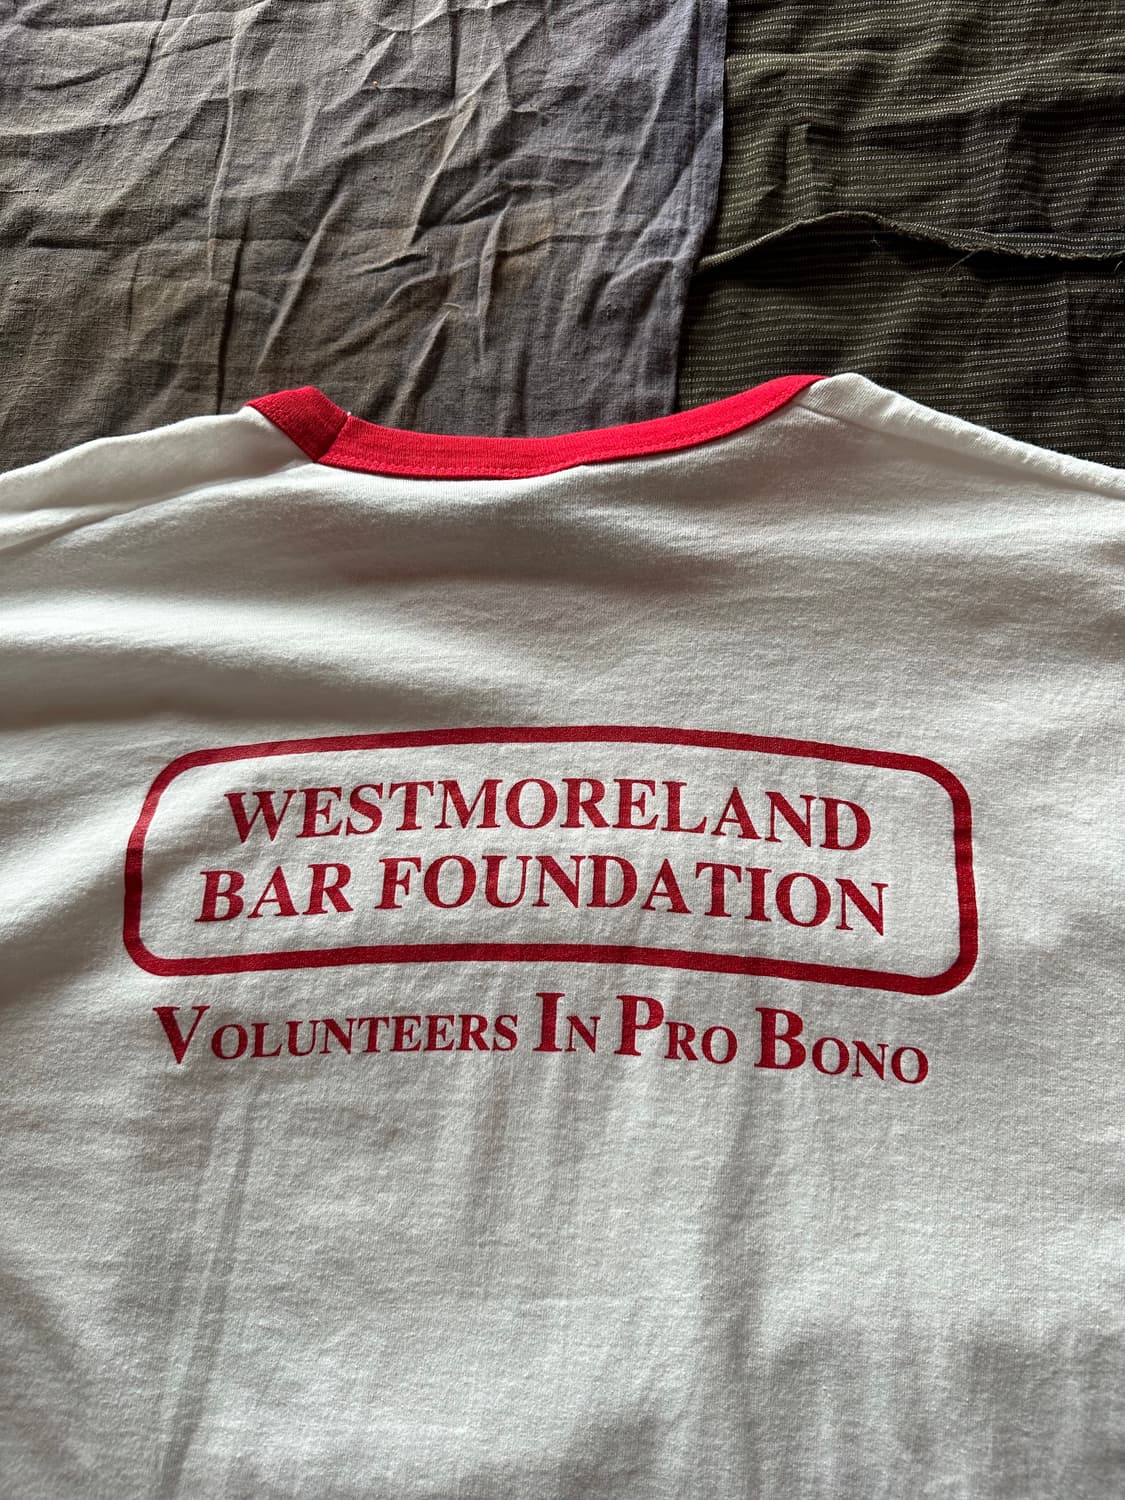 WESTMORELAND
BAR FOUNDATION
VOLUNTEERS IN PRO BONO